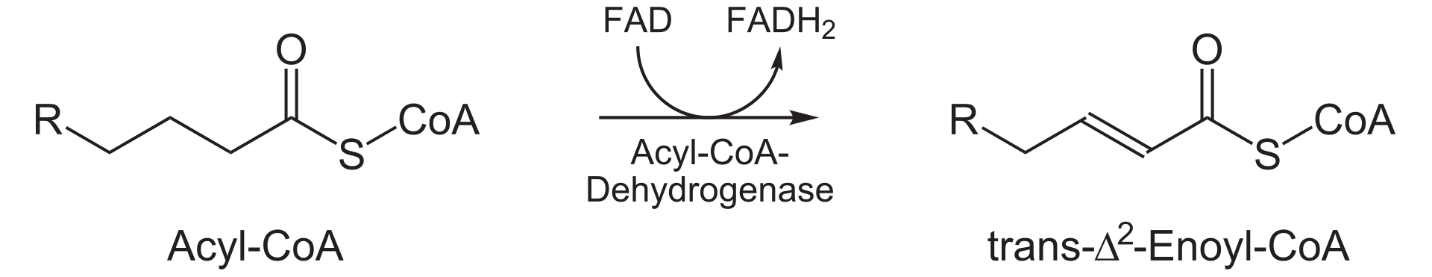 FAD FADH₂
O
R
S
CoA
Acyl-CoA-
Dehydrogenase
O
R
S
CoA
Acyl-CoA
trans-Δ²-Enoyl-CoA